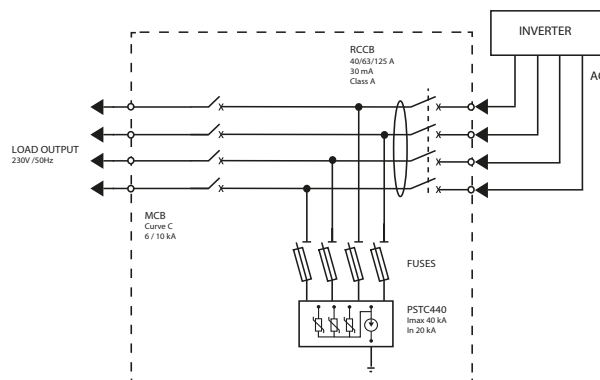 INVERTER
RCCB
40/63/125 A
30 mA
Class A
AC
LOAD OUTPUT
230V /50Hz
MCB
Curve C
6 / 10 kA
FUSES
PSTC440
Imax 40 kA
In 20 kA